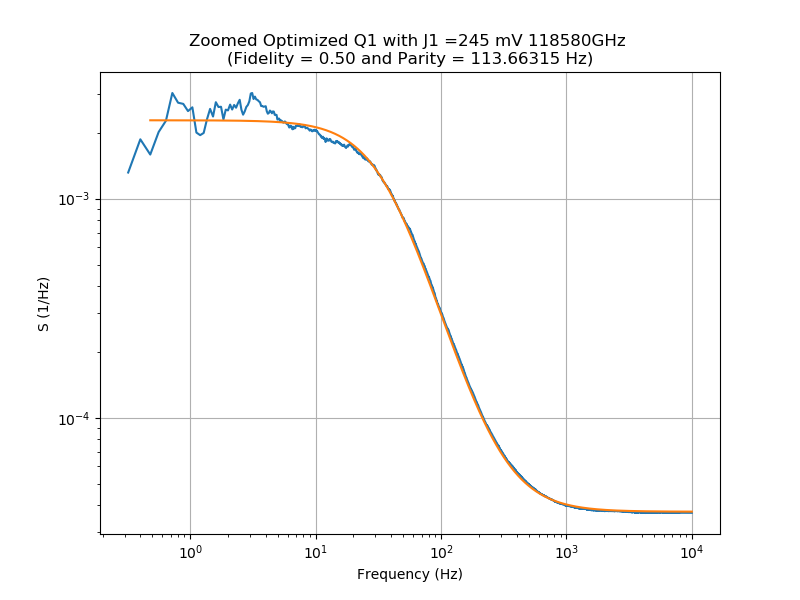 Zoomed Optimized Q1 with J1 =245 mV 118580GHz
(Fidelity = 0.50 and Parity = 113.66315 Hz)
S (1/Hz)
10⁻³
10⁻⁴
10⁰ 10¹ 10² 10³ 10⁴
Frequency (Hz)